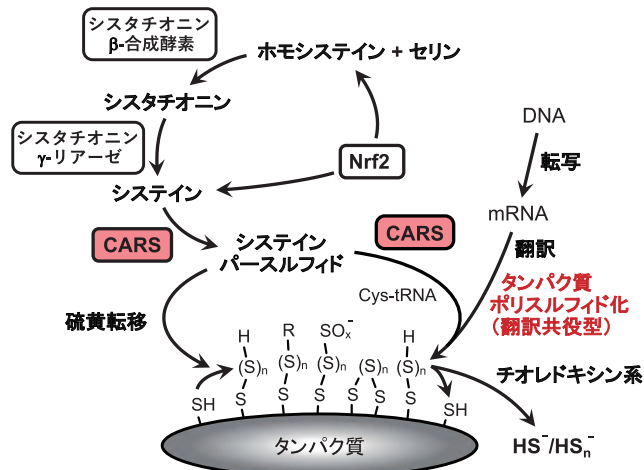 シスタチオニン
β-合成酵素
ホモシステイン + セリン
シスタチオニン
シスタチオニン
γ-リアーゼ
Nrf2
システイン
DNA
転写
mRNA
CARS
システイン
パースルフィド
CARS
翻訳
Cys-tRNA
タンパク質
ポリスルフィド化
(翻訳共役型)
硫黄転移
H
R
SOx⁻
H
(S)n
(S)n
(S)n
(S)n
(S)n
チオレドキシン系
SH
S
S
S
S
S
S
SH
タンパク質
HS⁻/HSn⁻